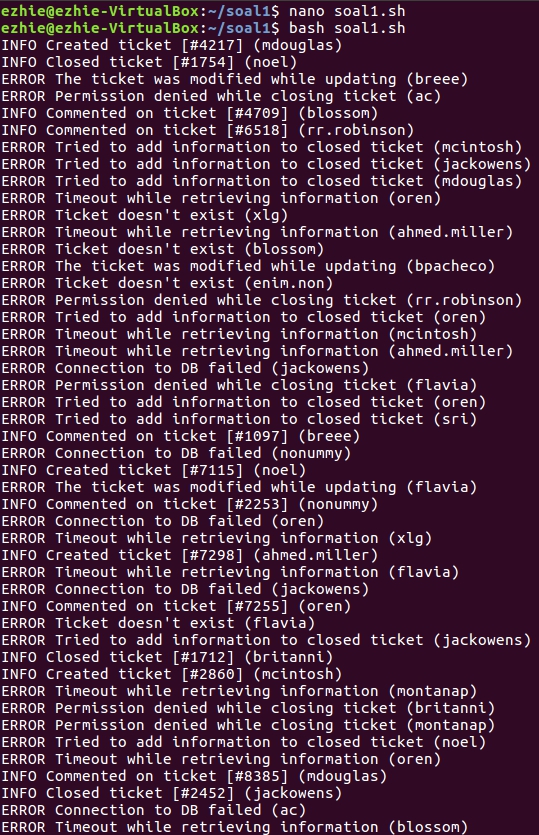 ezhie@ezhie-VirtualBox:~/soal1$ nano soal1.sh
ezhie@ezhie-VirtualBox:~/soal1$ bash soal1.sh
INFO Created ticket [#4217] (mdouglas)
INFO Closed ticket [#1754] (noel)
ERROR The ticket was modified while updating (breee)
ERROR Permission denied while closing ticket (ac)
INFO Commented on ticket [#4709] (blossom)
INFO Commented on ticket [#6518] (rr.robinson)
ERROR Tried to add information to closed ticket (mcintosh)
ERROR Tried to add information to closed ticket (jackowens)
ERROR Tried to add information to closed ticket (mdouglas)
ERROR Timeout while retrieving information (oren)
ERROR Ticket doesn't exist (xlg)
ERROR Timeout while retrieving information (ahmed.miller)
ERROR Ticket doesn't exist (blossom)
ERROR The ticket was modified while updating (bpacheco)
ERROR Ticket doesn't exist (enim.non)
ERROR Permission denied while closing ticket (rr.robinson)
ERROR Tried to add information to closed ticket (oren)
ERROR Timeout while retrieving information (mcintosh)
ERROR Timeout while retrieving information (ahmed.miller)
ERROR Connection to DB failed (jackowens)
ERROR Permission denied while closing ticket (flavia)
ERROR Tried to add information to closed ticket (oren)
ERROR Tried to add information to closed ticket (sri)
INFO Commented on ticket [#1097] (breee)
ERROR Connection to DB failed (nonummy)
INFO Created ticket [#7115] (noel)
ERROR The ticket was modified while updating (flavia)
INFO Commented on ticket [#2253] (nonummy)
ERROR Connection to DB failed (oren)
ERROR Timeout while retrieving information (xlg)
INFO Created ticket [#7298] (ahmed.miller)
ERROR Timeout while retrieving information (flavia)
ERROR Connection to DB failed (jackowens)
INFO Commented on ticket [#7255] (oren)
ERROR Ticket doesn't exist (flavia)
ERROR Tried to add information to closed ticket (jackowens)
INFO Closed ticket [#1712] (britanni)
INFO Created ticket [#2860] (mcintosh)
ERROR Timeout while retrieving information (montanap)
ERROR Permission denied while closing ticket (britanni)
ERROR Permission denied while closing ticket (montanap)
ERROR Tried to add information to closed ticket (noel)
ERROR Timeout while retrieving information (oren)
INFO Commented on ticket [#8385] (mdouglas)
INFO Closed ticket [#2452] (jackowens)
ERROR Connection to DB failed (ac)
ERROR Timeout while retrieving information (blossom)